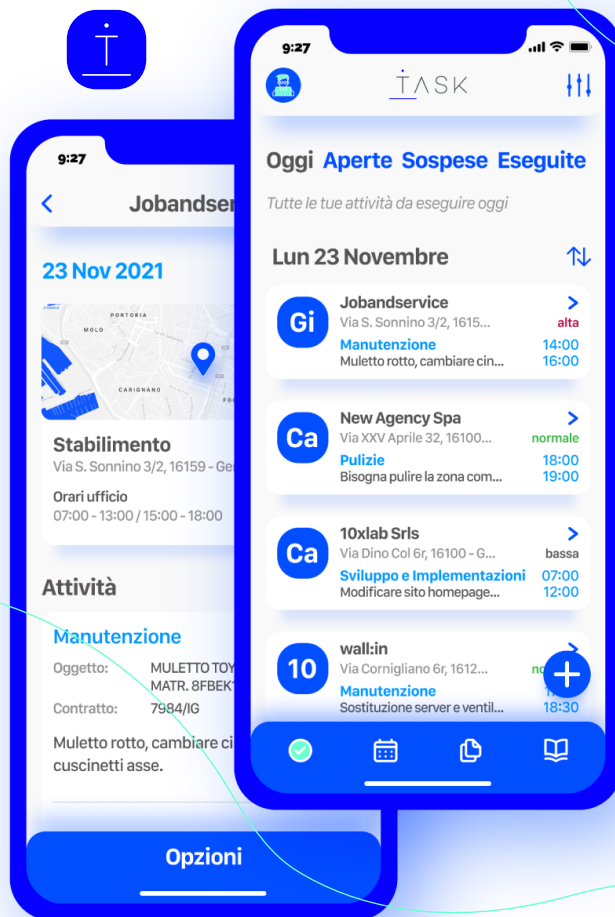 T
9:27
TASK
Oggi Aperte Sospese Eseguite
Tutte le tue attività da eseguire oggi
Lun 23 Novembre
Gi
Jobandservice
Via S. Sonnino 3/2, 1615...
alta
Manutenzione
14:00
Muletto rotto, cambiare cin...
16:00
Ca
New Agency Spa
Via XXV Aprile 32, 16100...
normale
Pulizie
18:00
Bisogna pulire la zona com...
19:00
Ca
10xlab Srls
Via Dino Col 6r, 16100 - G...
bassa
Sviluppo e Implementazioni
07:00
Modificare sito homepage...
12:00
10
wall:in
Via Cornigliano 6r, 1612...
Manutenzione
Sostituzione server e ventil...
18:30
9:27
Jobandser
23 Nov 2021
PORTORIA
MOLO
CARIGNANO
Stabilimento
Via S. Sonnino 3/2, 16159 - Ge
Orari ufficio
07:00 - 13:00 / 15:00 - 18:00
Attività
Manutenzione
Oggetto: MULETTO TOY
MATR. 8FBEK
Contratto: 7984/IG
Muletto rotto, cambiare ci
cuscinetti asse.
Opzioni